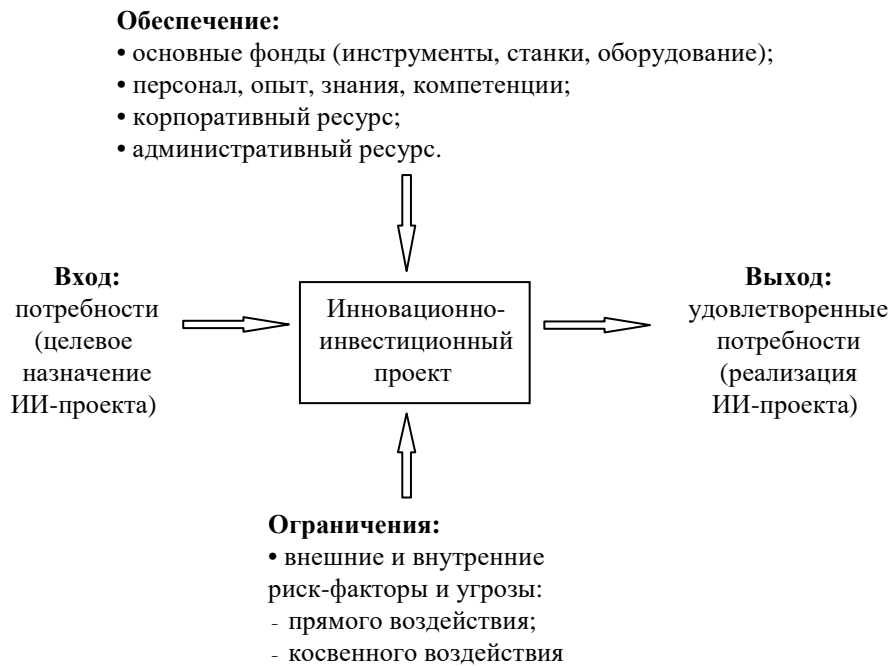 Обеспечение:
• основные фонды (инструменты, станки, оборудование);
• персонал, опыт, знания, компетенции;
• корпоративный ресурс;
• административный ресурс.
Вход:
потребности
(целевое
назначение
ИИ-проекта)
Инновационно-
инвестиционный
проект
Выход:
удовлетворенные
потребности
(реализация
ИИ-проекта)
Ограничения:
• внешние и внутренние
риск-факторы и угрозы:
- прямого воздействия;
- косвенного воздействия